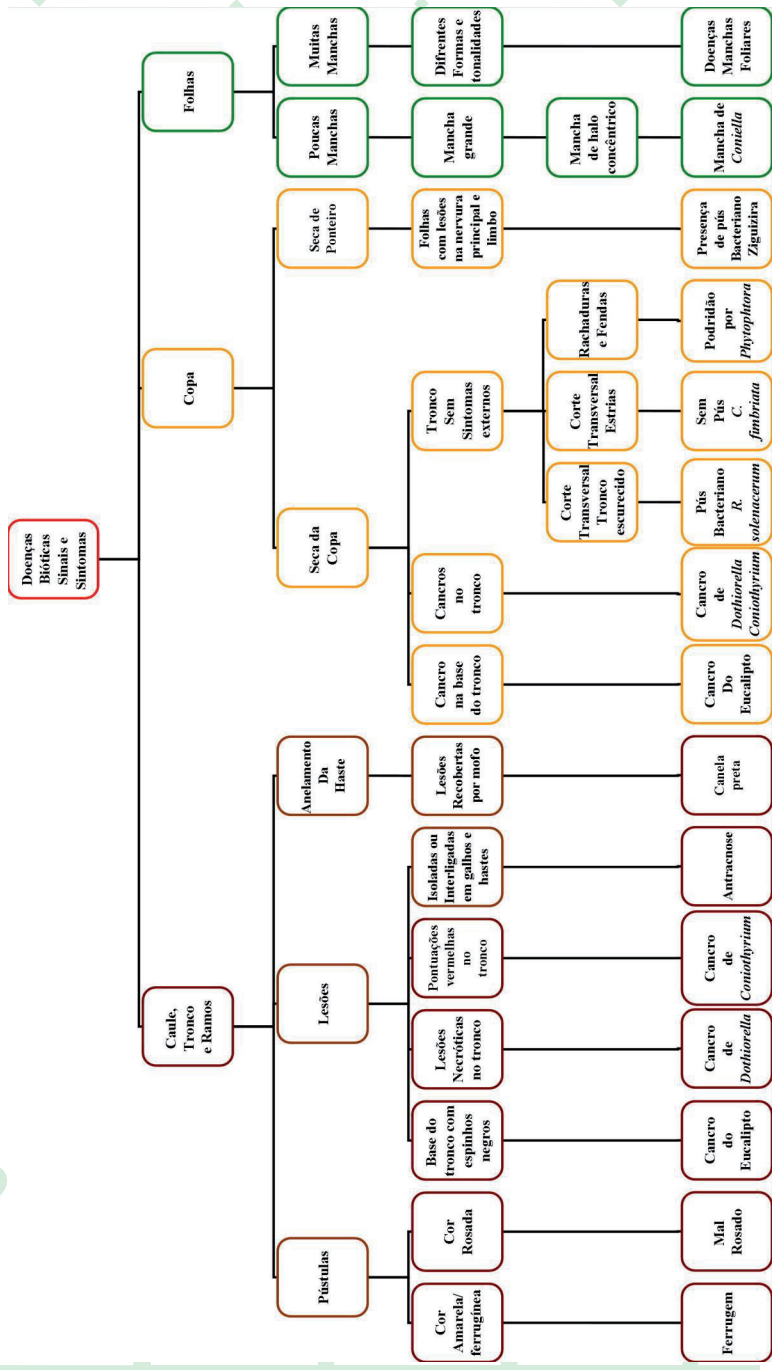 Doenças
Bióticas
Sinais e
Sintomas
Caule,
Tronco
e Ramos
Copa
Folhas
Pústulas
Lesões
Anelamento
Da
Haste
Seca da
Copa
Seca de
Ponteiro
Poucas
Manchas
Muitas
Manchas
Cor
Amarela/
ferrugínea
Cor
Rosada
Base do
tronco com
espinhos
negros
Lesões
Necróticas
no tronco
Pontuações
vermelhas
no
tronco
Isoladas ou
Interligadas
em galhos e
hastes
Lesões
Recobertas
por mofo
Cancro
na base
do tronco
Cancros
no
tronco
Tronco
Sem
Sintomas
externos
Folhas
com lesões
na nervura
principal e
limbo
Mancha
grande
Difrentes
Formas e
tonalidades
Corte
Transversal
Tronco
escurecido
Corte
Transversal
Estrias
Rachaduras
e Fendas
Mancha
de halo
concêntrico
Ferrugem
Mal
Rosado
Cancro
do
Eucalipto
Cancro
de
Dothiorella
Cancro
de
Coniothyrium
Antracnose
Canela
preta
Cancro
Do
Eucalipto
Cancro
de
Dothiorella
Coniothyrium
Pús
Bacteriano
R.
solenacerum
Sem
Pús
C.
fimbriata
Podridão
por
Phytophtora
Presença
de pús
Bacteriano
Ziguizira
Mancha de
Coniella
Doenças
Manchas
Foliares